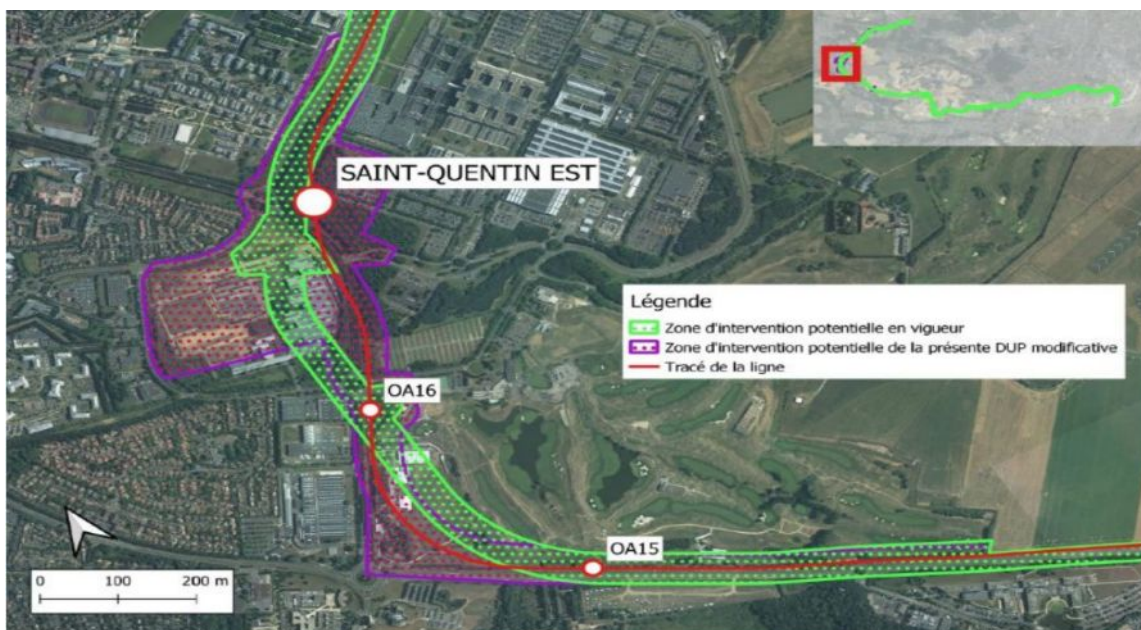 SAINT-QUENTIN EST
Légende
Zone d'intervention potentielle en vigueur
Zone d'intervention potentielle de la présente DUP modificative
Tracé de la ligne
OA16
OA15
0 100 200 m